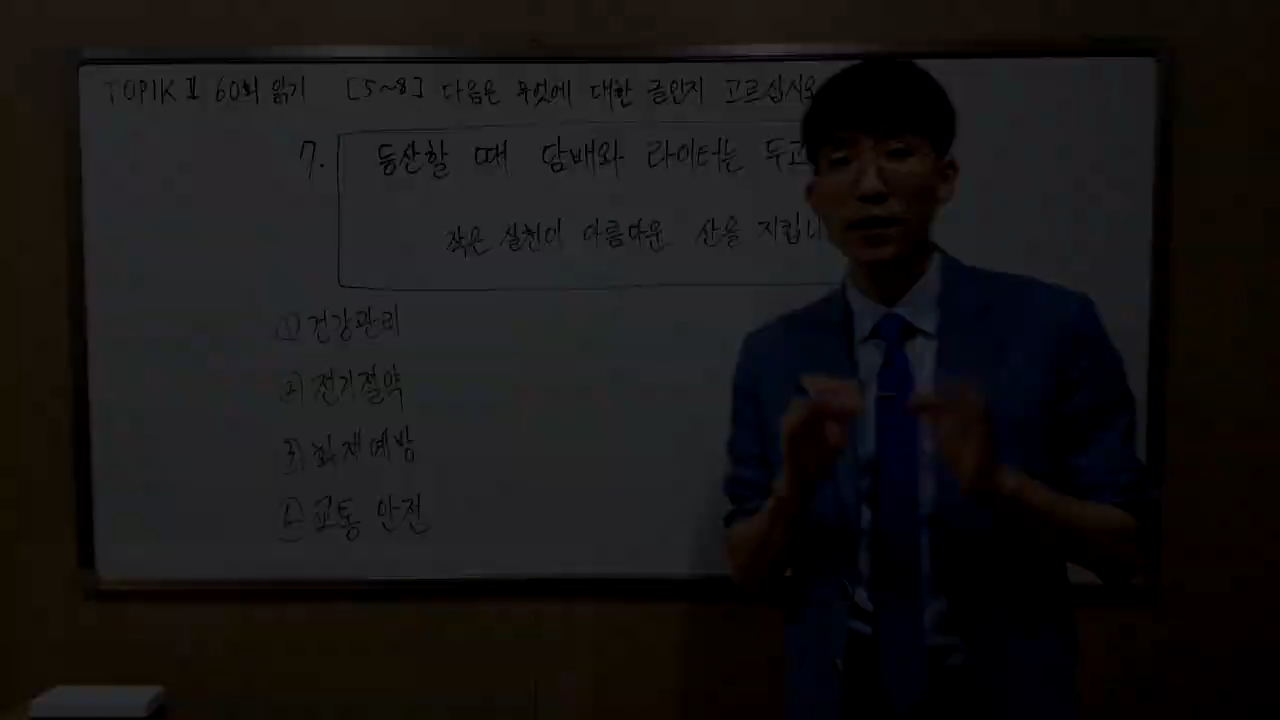 TOPIK Ⅱ 60회 읽기 [5~8] 다음은 무엇에 대한 글인지 고르십시오
7. 등산할 때 담배와 라이터는 두고
작은 실천이 아름다운 산을 지킵니
① 건강관리
② 전기절약
③ 화재예방
④ 교통 안전